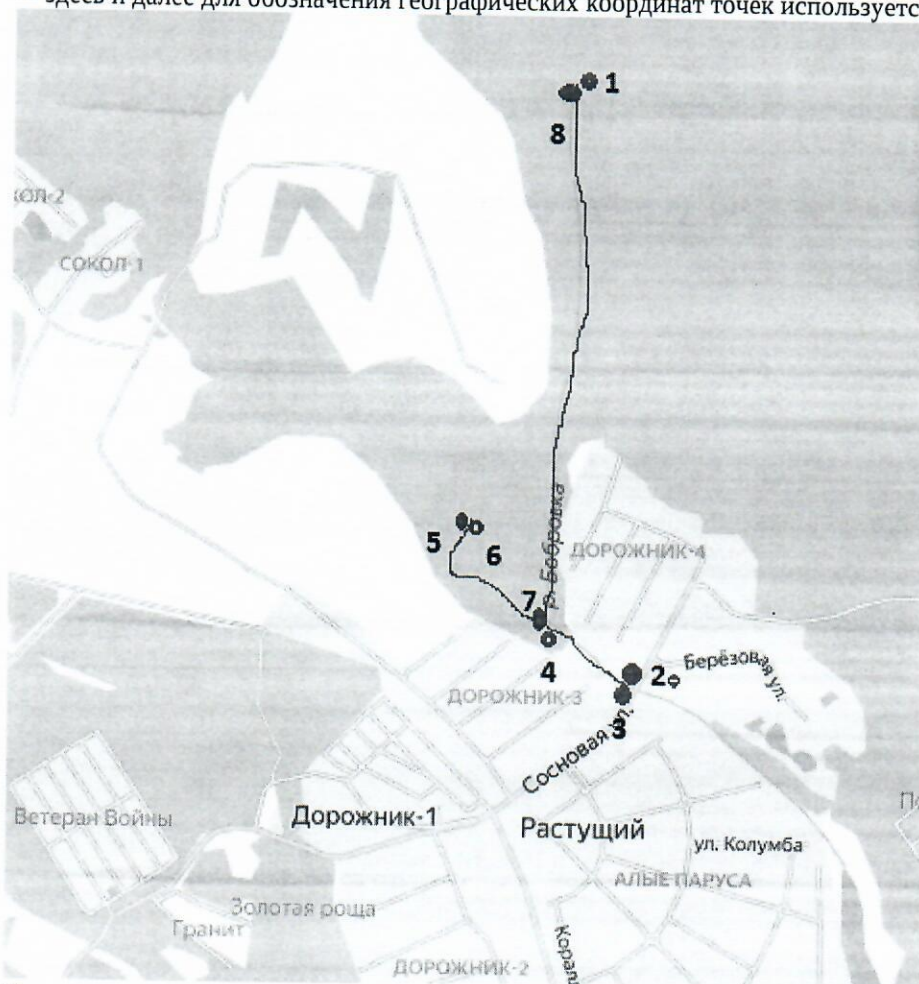 здесь и далее для обозначения географических координат точек используетс
1
8
КОЛ-2
СОКОЛ-1
р. Бобровка
5
6
ДОРОЖНИК-4
7
4
2
Берёзовая ул.
ДОРОЖНИК-3
3
Сосновая ул.
Ветеран Войны
Дорожник-1
Растущий
ул. Колумба
АЛЫЕ ПАРУСА
Золотая роща
Гранит
ДОРОЖНИК-2